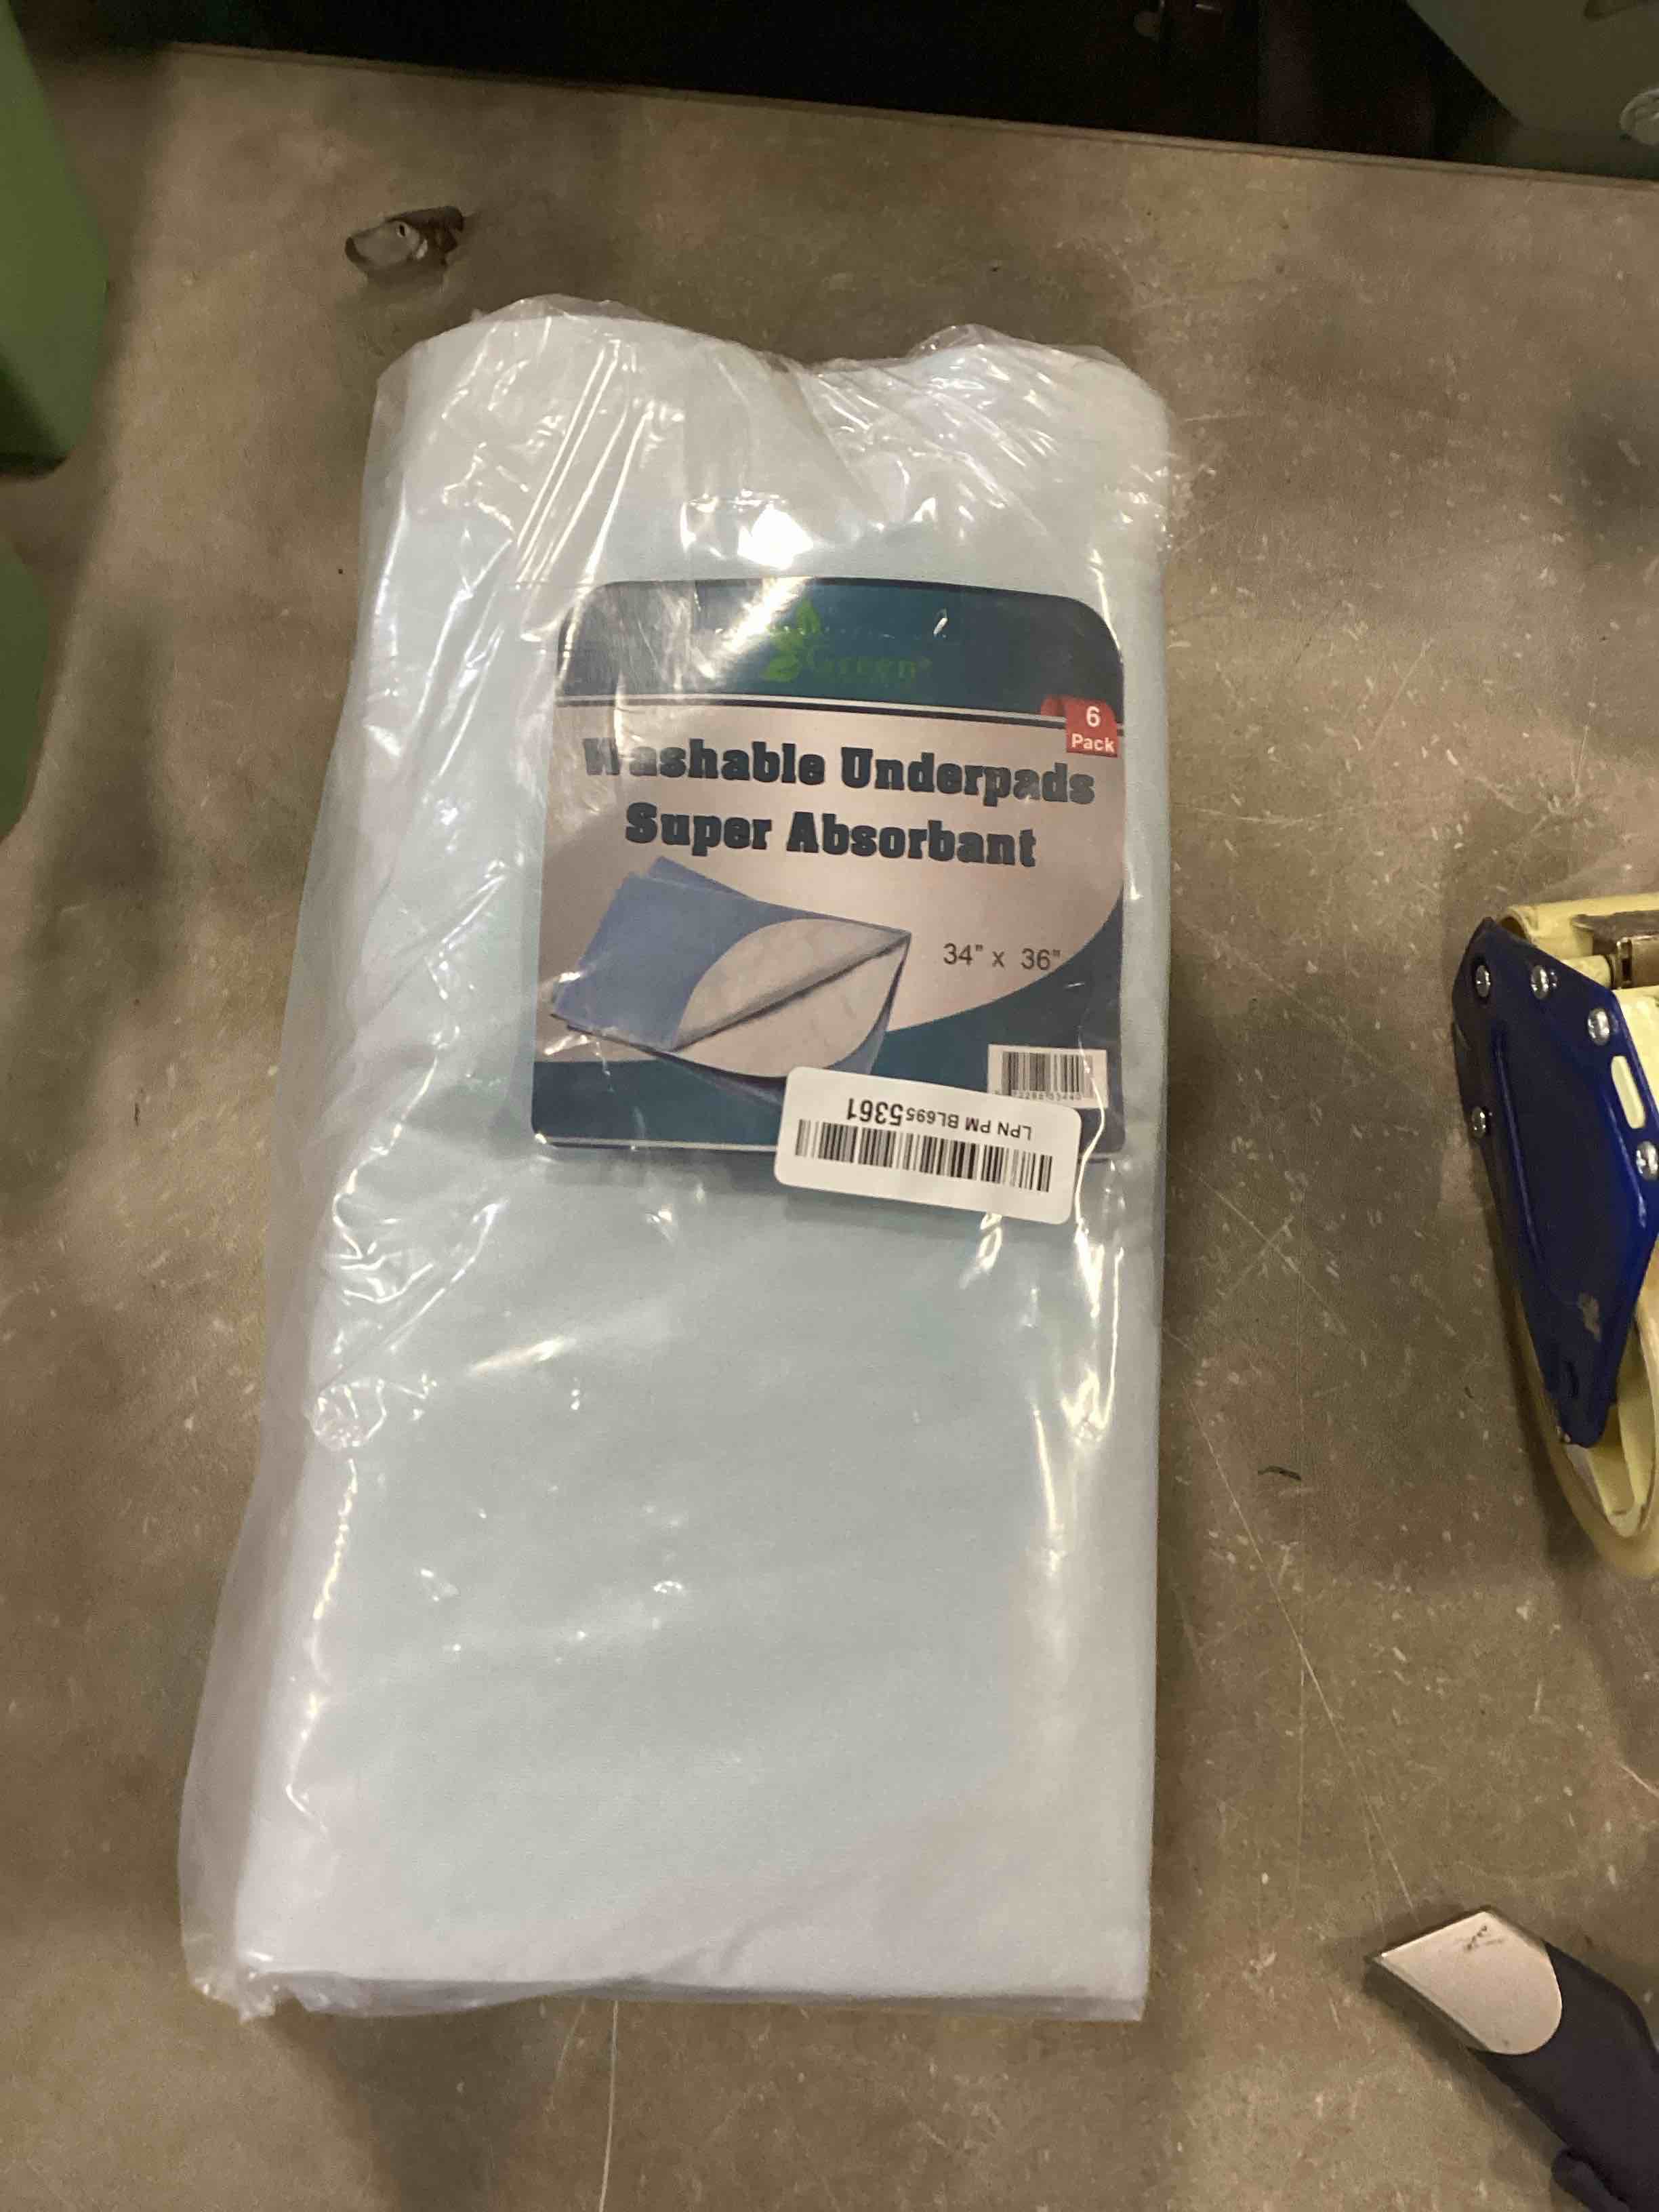 Green®
6
Pack
Washable Underpads
Super Absorbant
34" x 36"
LPN PM BL6955361